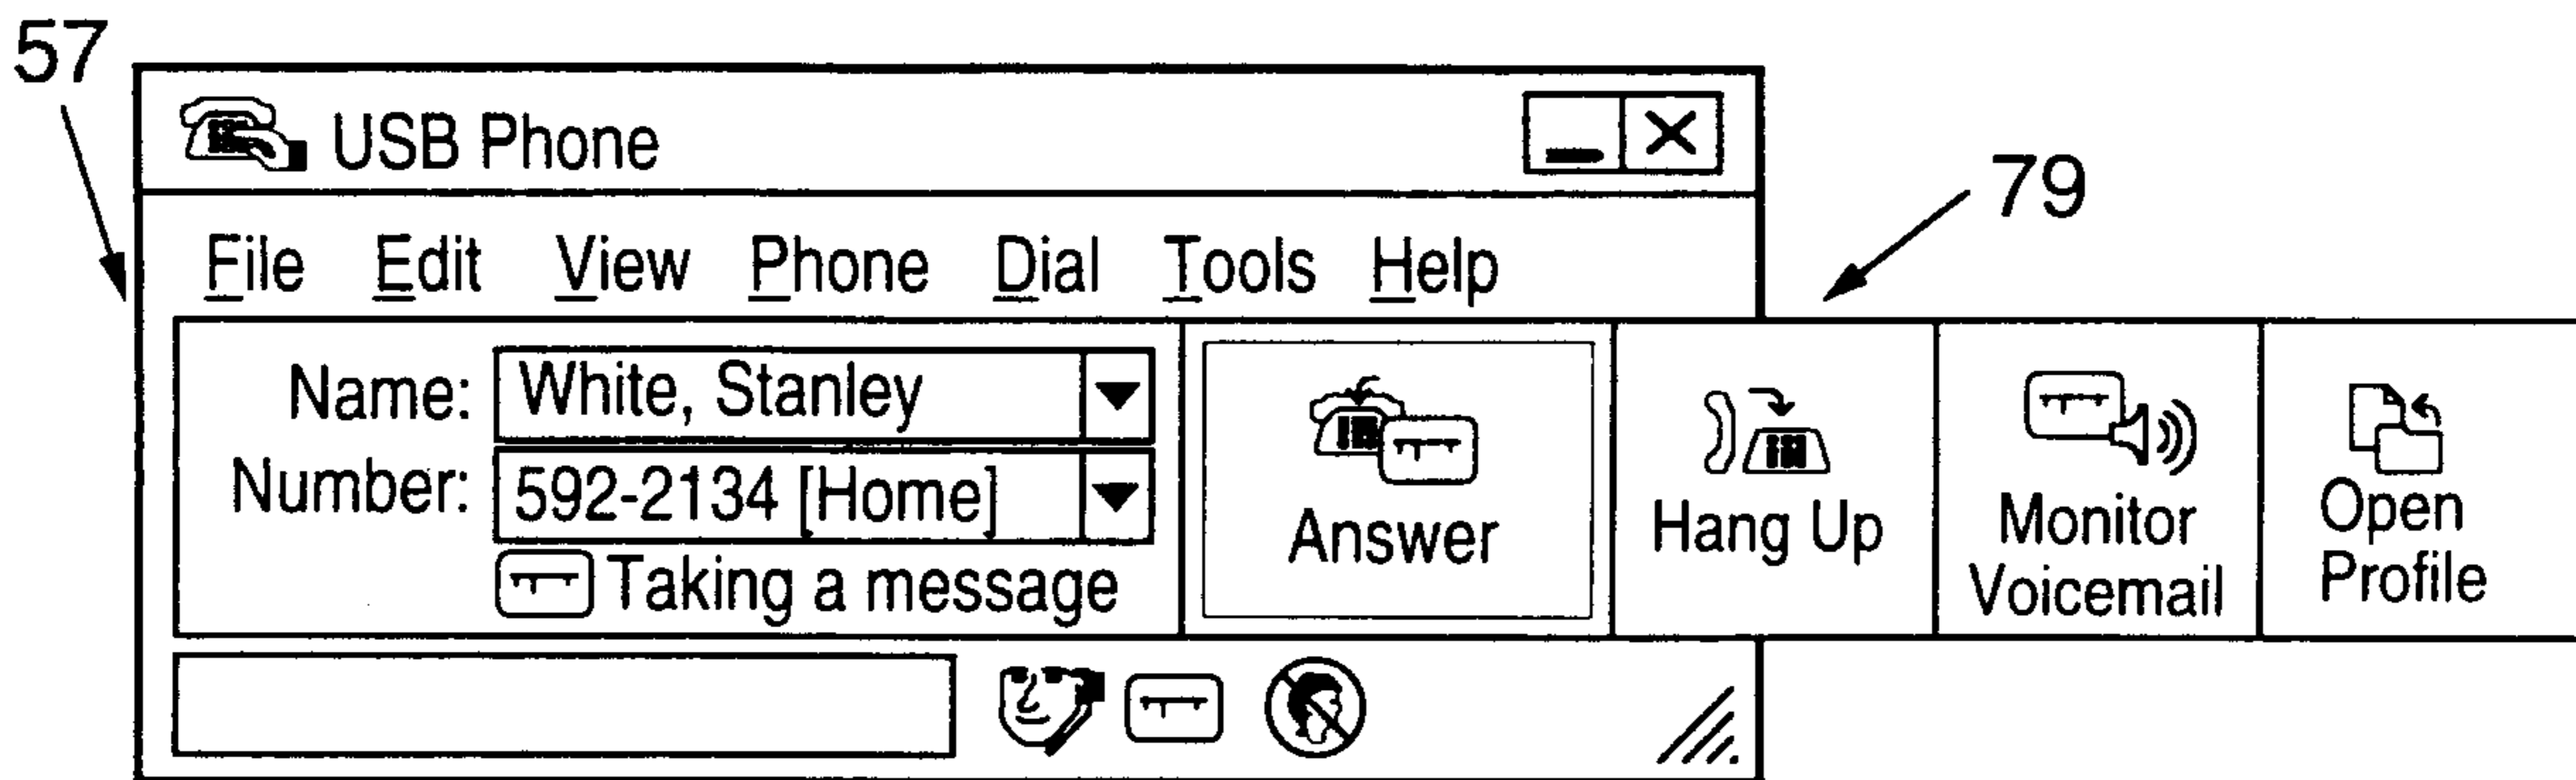 57
USB Phone
79
File Edit View Phone Dial Tools Help
Name: White, Stanley
Number: 592-2134 [Home]
Taking a message
Answer
Hang Up
Monitor
Voicemail
Open
Profile